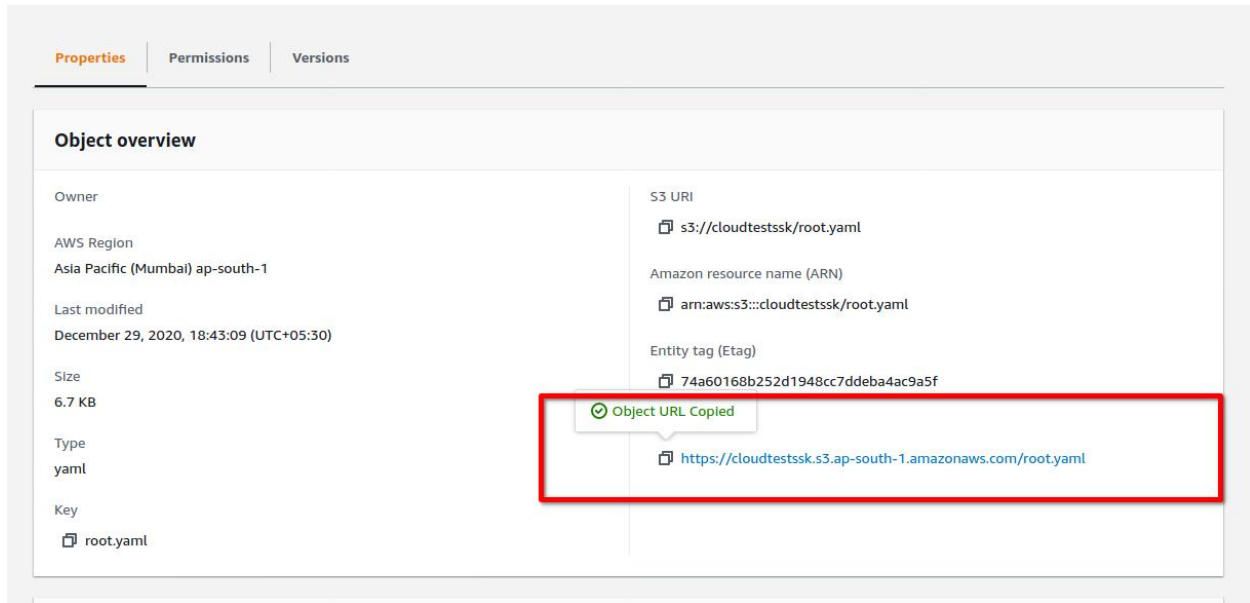 Properties
Permissions
Versions
Object overview
Owner
AWS Region
Asia Pacific (Mumbai) ap-south-1
Last modified
December 29, 2020, 18:43:09 (UTC+05:30)
Size
6.7 KB
Type
yaml
Key
root.yaml
S3 URI
s3://cloudtestssk/root.yaml
Amazon resource name (ARN)
arn:aws:s3:::cloudtestssk/root.yaml
Entity tag (Etag)
74a60168b252d1948cc7ddeba4ac9a5f
Object URL Copied
https://cloudtestssk.s3.ap-south-1.amazonaws.com/root.yaml